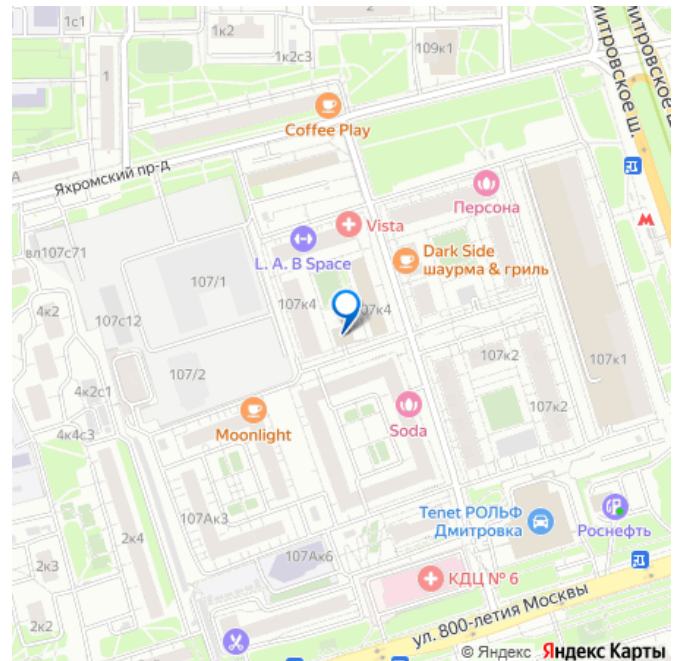 1с1
1к2
1к2с3
109к1
1
Дмитровское ш.
Coffee Play
Яхромский пр-д
Персона
Vista
вл107с71
L. A. B Space
Dark Side
шаурма & гриль
107/1
4к2
107с12
107к4
107к4
107к2
107к1
107/2
4к2с1
107к2
4к4с3
Moonlight
Soda
107Ак3
Tenet РОЛЬФ
Дмитровка
Роснефть
2к4
107Ак6
2к3
КДЦ № 6
2к2
ул. 800-летия Москвы
© Яндекс Яндекс Карты